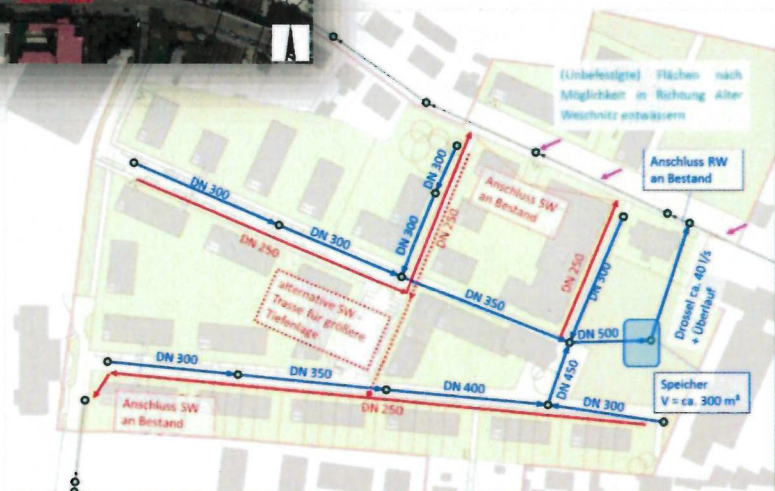 (Unbefestigte) Flächen nach
Möglichkeit in Richtung Alter
Weschnitz entwässern
Anschluss RW
an Bestand
DN 300
DN 300
DN 300
DN 300
DN 250
Anschluss SW
an Bestand
DN 250
DN 250
DN 300
DN 350
alternative SW -
Trasse für größere
Tiefenlage
DN 500
Drossel ca. 40 l/s
+ Überlauf
DN 450
DN 300
DN 350
DN 400
DN 300
DN 250
Speicher
V = ca. 300 m³
Anschluss SW
an Bestand